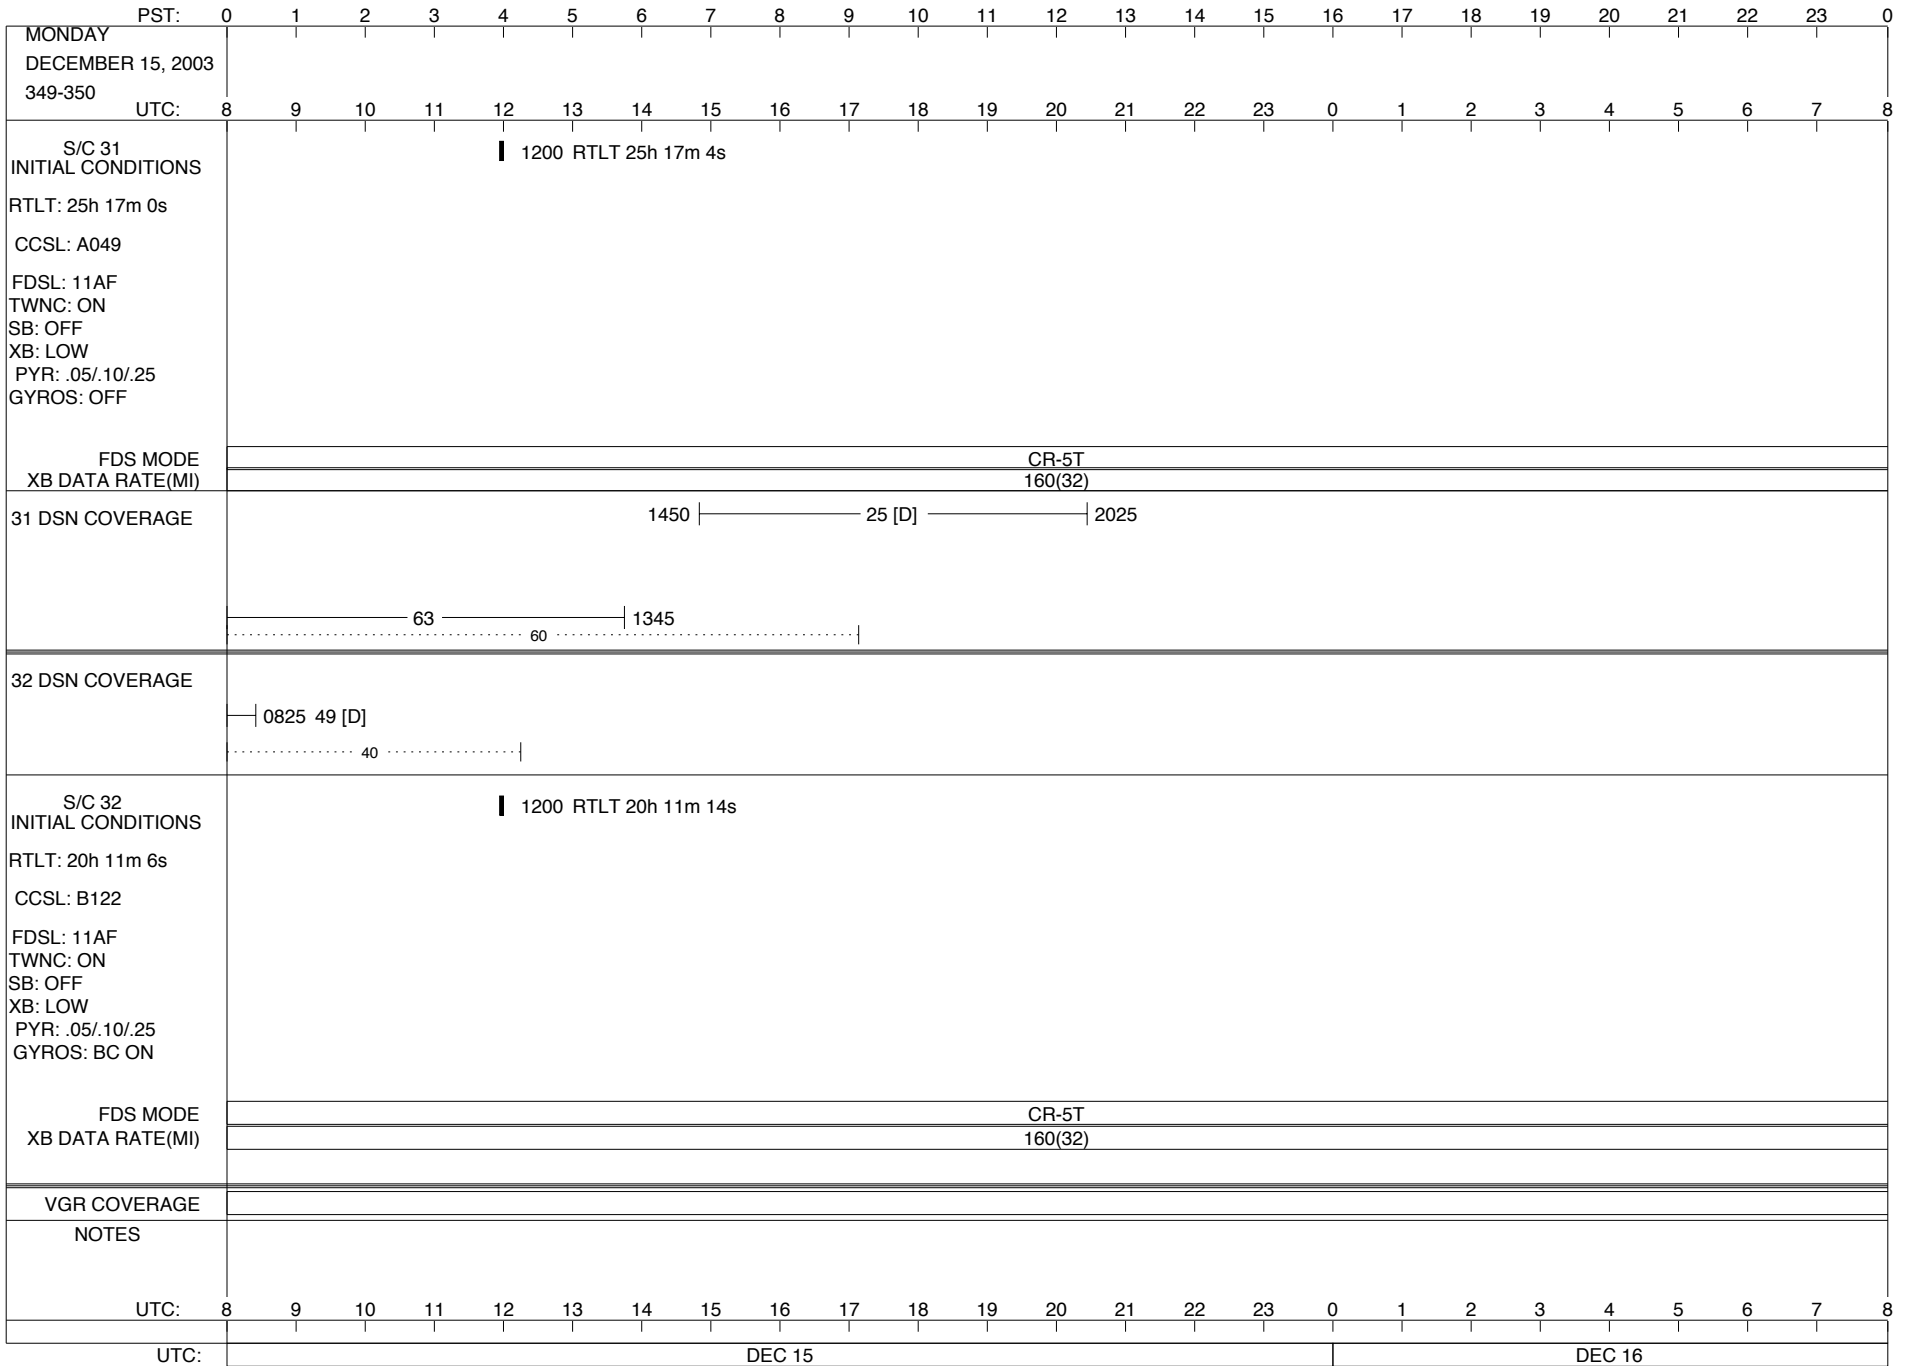 PST: 0 1 2 3 4 5 6 7 8 9 10 11 12 13 14 15 16 17 18 19 20 21 22 23 0
MONDAY
DECEMBER 15, 2003
349-350
UTC: 8 9 10 11 12 13 14 15 16 17 18 19 20 21 22 23 0 1 2 3 4 5 6 7 8
S/C 31
INITIAL CONDITIONS
1200 RTLT 25h 17m 4s
RTLT: 25h 17m 0s
CCSL: A049
FDSL: 11AF
TWNC: ON
SB: OFF
XB: LOW
PYR: .05/.10/.25
GYROS: OFF
FDS MODE CR-5T
XB DATA RATE(MI) 160(32)
31 DSN COVERAGE 1450 25 [D] 2025
63 1345
60
32 DSN COVERAGE
0825 49 [D]
40
S/C 32
INITIAL CONDITIONS
1200 RTLT 20h 11m 14s
RTLT: 20h 11m 6s
CCSL: B122
FDSL: 11AF
TWNC: ON
SB: OFF
XB: LOW
PYR: .05/.10/.25
GYROS: BC ON
FDS MODE CR-5T
XB DATA RATE(MI) 160(32)
VGR COVERAGE
NOTES
UTC: 8 9 10 11 12 13 14 15 16 17 18 19 20 21 22 23 0 1 2 3 4 5 6 7 8
UTC: DEC 15 DEC 16